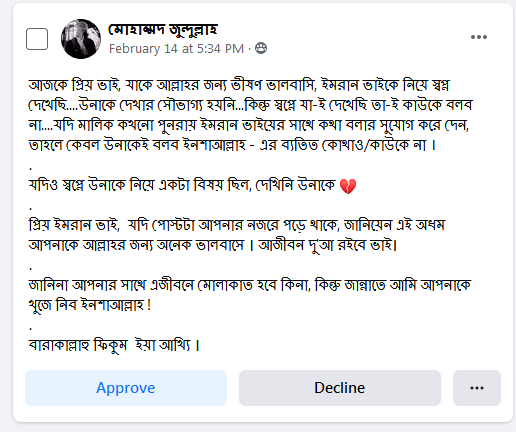 মোহাম্মদ জুন্দুল্লাহ
February 14 at 5:34 PM ·
আজকে প্রিয় ভাই, যাকে আল্লাহর জন্য ভীষণ ভালবাসি, ইমরান ভাইকে নিয়ে স্বপ্ন
দেখেছি....উনাকে দেখার সৌভাগ্য হয়নি...কিন্তু স্বপ্নে যা-ই দেখেছি তা-ই কাউকে বলব
না....যদি মালিক কখনো পুনরায় ইমরান ভাইয়ের সাথে কথা বলার সুযোগ করে দেন,
তাহলে কেবল উনাকেই বলব ইনশাআল্লাহ - এর ব্যতিত কোথাও/কাউকে না ।
.
যদিও স্বপ্নে উনাকে নিয়ে একটা বিষয় ছিল, দেখিনি উনাকে 💔
.
প্রিয় ইমরান ভাই, যদি পোস্টটা আপনার নজরে পড়ে থাকে, জানিয়েন এই অধম
আপনাকে আল্লাহর জন্য অনেক ভালবাসে । আজীবন দু'আ রইবে ভাই।
.
জানিনা আপনার সাথে এজীবনে মোলাকাত হবে কিনা, কিন্তু জান্নাতে আমি আপনাকে
খুজে নিব ইনশাআল্লাহ !
.
বারাকাল্লাহু ফিকুম ইয়া আখ্যি ।
Approve
Decline
...